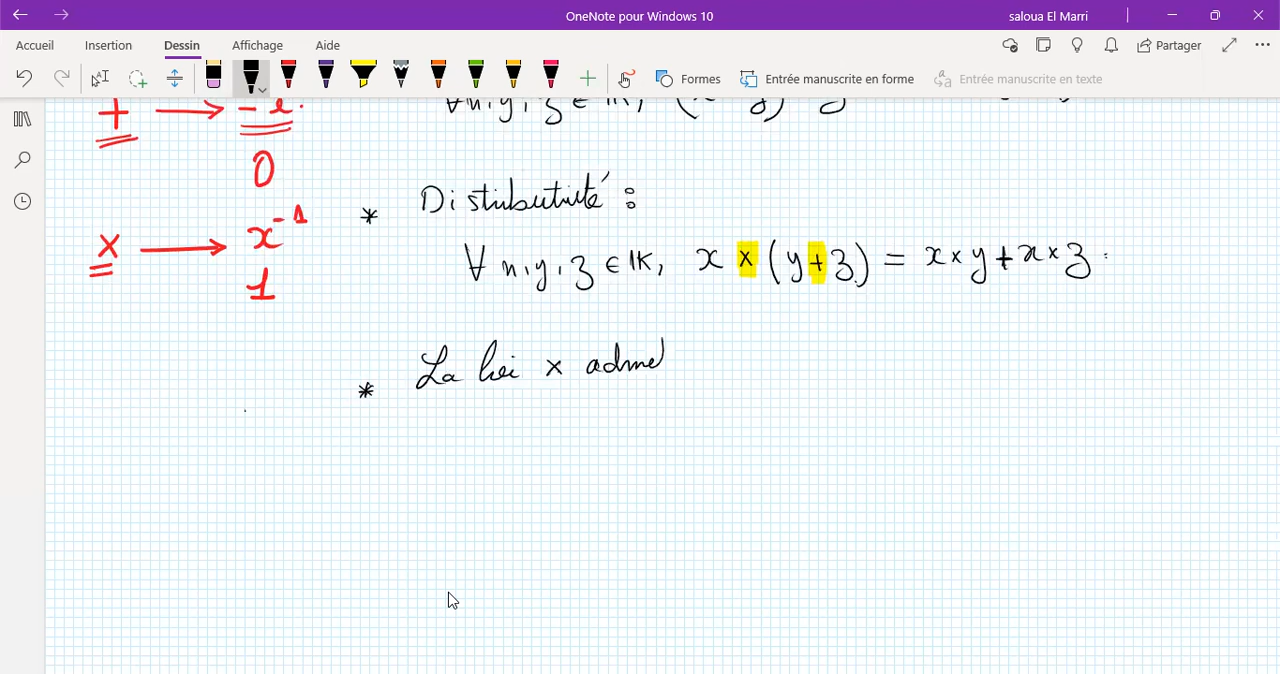 OneNote pour Windows 10
saloua El Marri
Accueil Insertion Dessin Affichage Aide
Partager
Formes Entrée manuscrite en forme Entrée manuscrite en texte
+ → - x.
0
* Distributivité :
x → x⁻¹
1
∀ x, y, z ∈ IK, x × (y + z) = x × y + x × z .
* La loi × admet